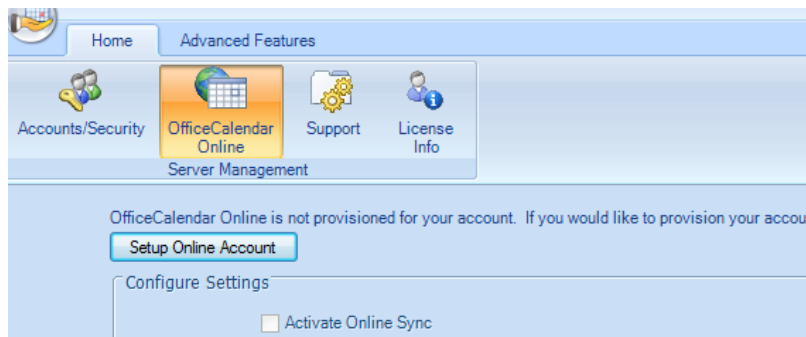 Home Advanced Features
Accounts/Security OfficeCalendar Online Support License Info
Server Management
OfficeCalendar Online is not provisioned for your account. If you would like to provision your
Setup Online Account
Configure Settings
Activate Online Sync